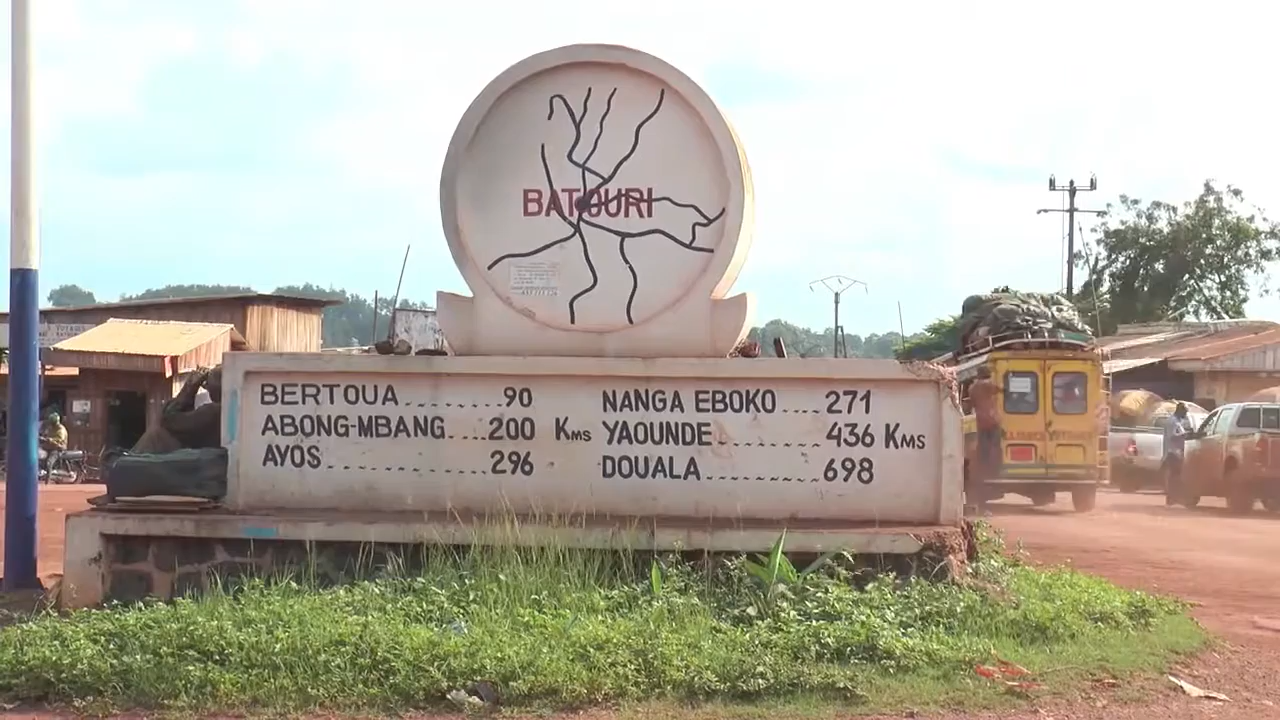 BATOURI
BERTOUA........90
ABONG-MBANG....200 KMS
AYOS...............296
NANGA EBOKO....271
YAOUNDE..........436 KMS
DOUALA...........698